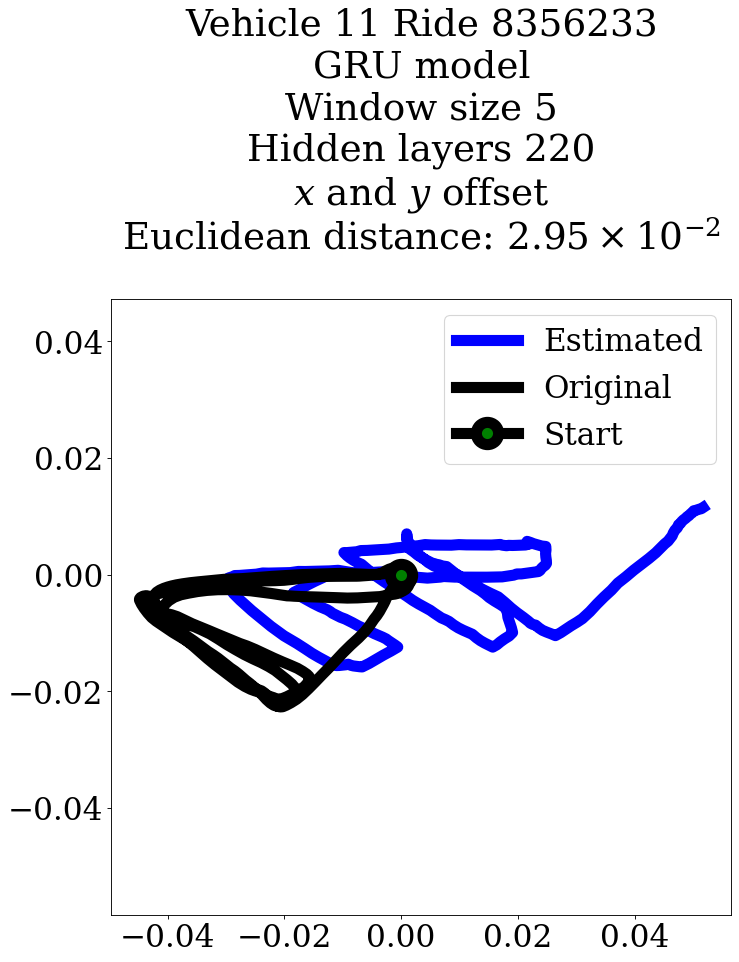 Vehicle 11 Ride 8356233
GRU model
Window size 5
Hidden layers 220
x and y offset
Euclidean distance: 2.95 × 10⁻²
Estimated
Original
Start
0.04
0.02
0.00
−0.02
−0.04
−0.04 −0.02 0.00 0.02 0.04